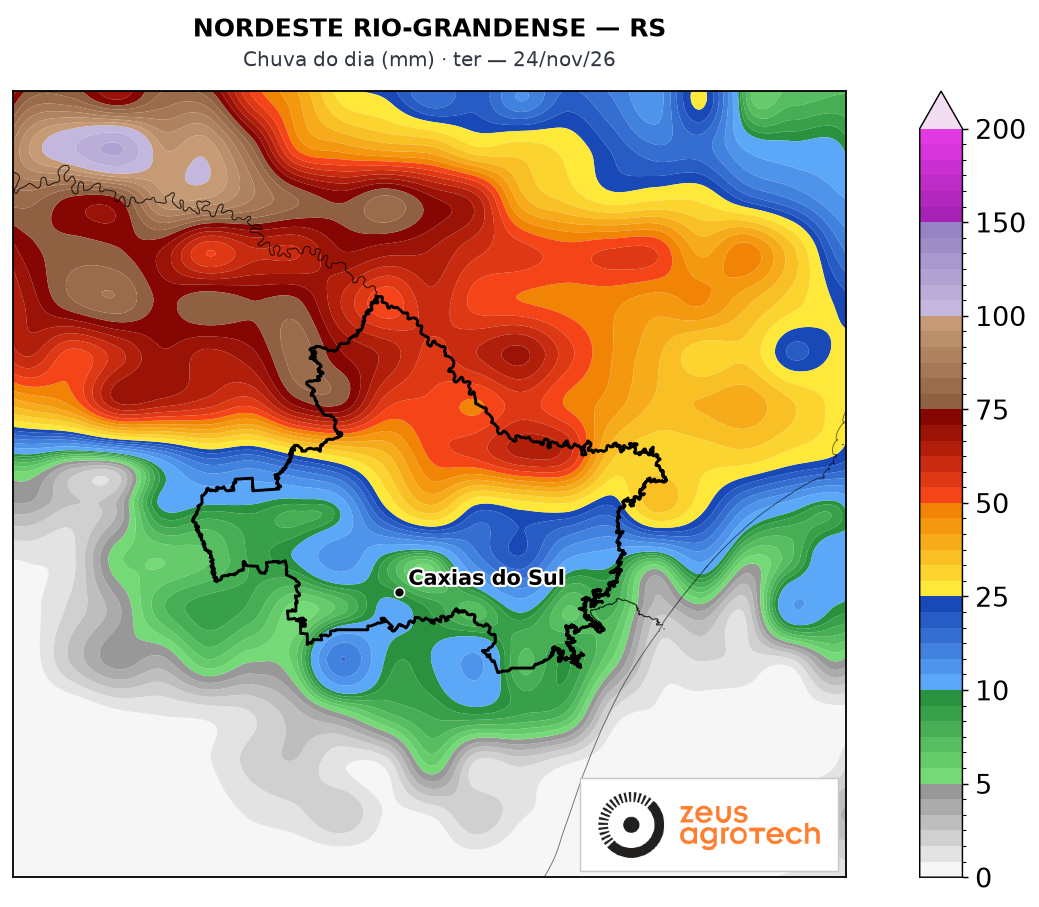 NORDESTE RIO-GRANDENSE — RS
Chuva do dia (mm) · ter — 24/nov/26
200
150
100
75
50
25
10
5
0
Caxias do Sul
zeus
agrotech